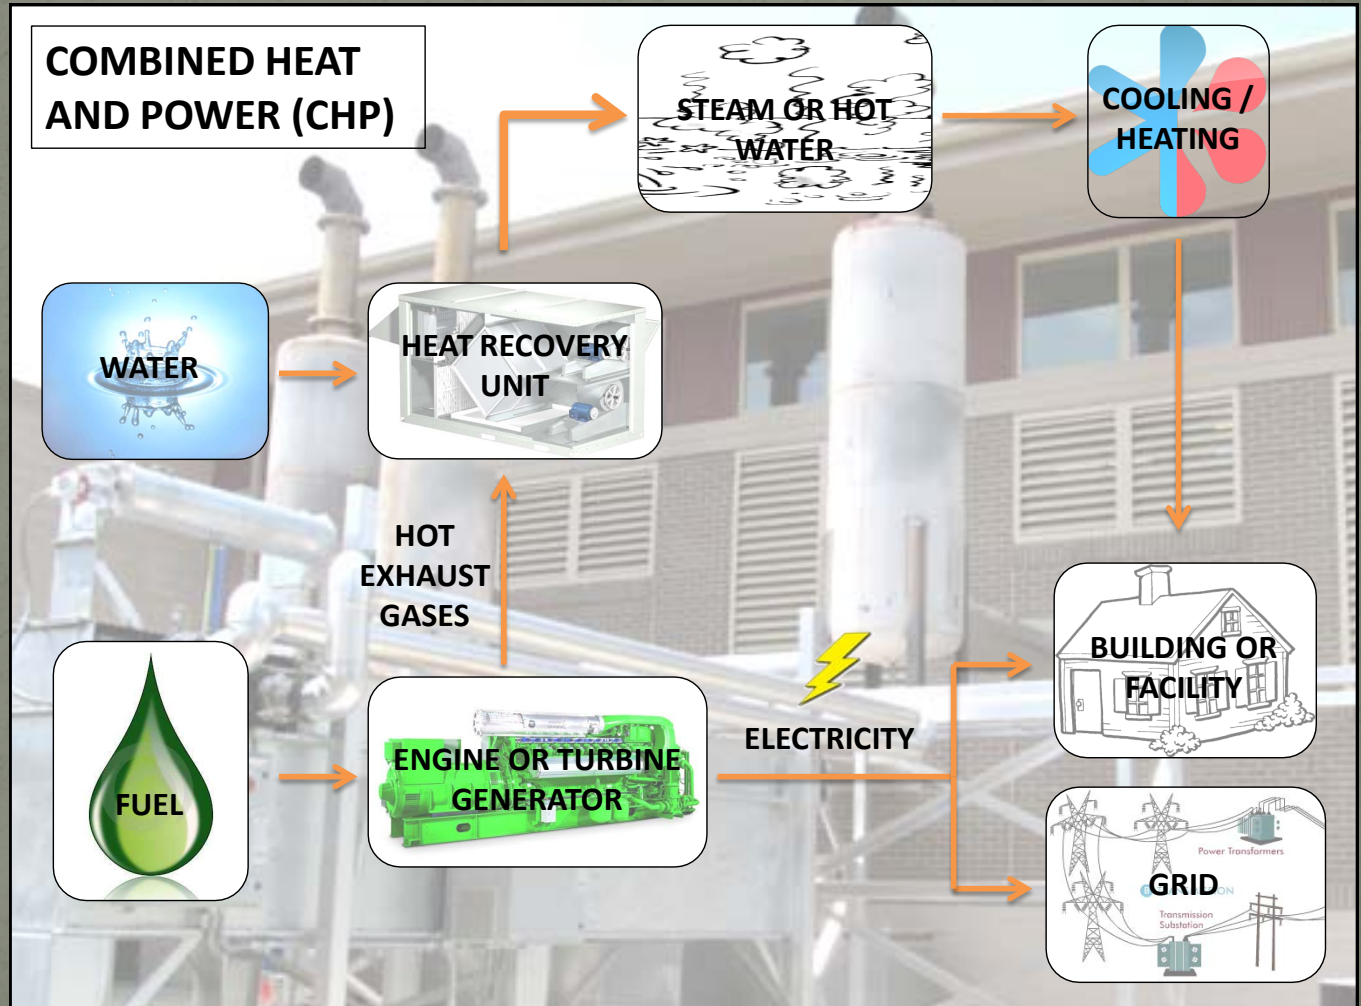 COMBINED HEAT
AND POWER (CHP)
STEAM OR HOT
WATER
COOLING /
HEATING
WATER
HEAT RECOVERY
UNIT
HOT
EXHAUST
GASES
BUILDING OR
FACILITY
ELECTRICITY
FUEL
ENGINE OR TURBINE
GENERATOR
Power Transformers
GRID
Transmission
Substation